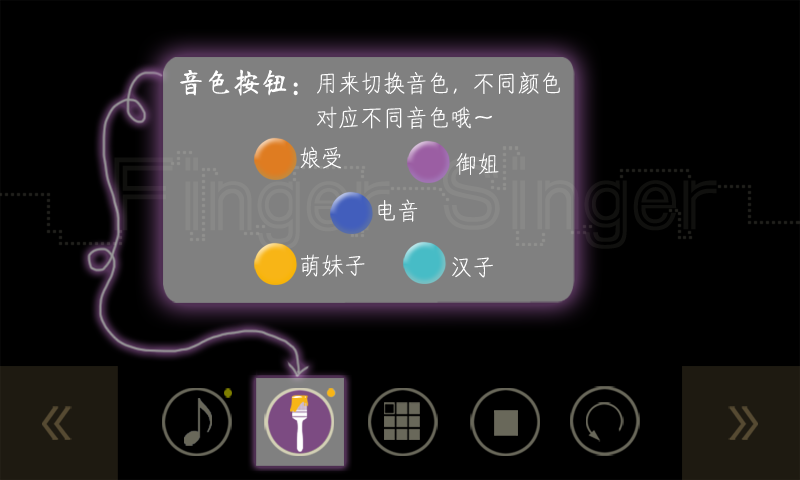 音色按钮：用来切换音色，不同颜色
对应不同音色哦～
娘受 御姐
Finger Singer
电音
萌妹子 汉子